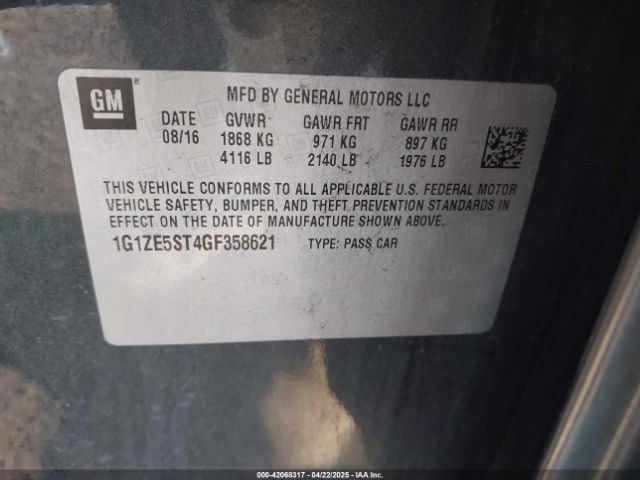 GM
MFD BY GENERAL MOTORS LLC
DATE GVWR GAWR FRT GAWR RR
08/16 1868 KG 971 KG 897 KG
4116 LB 2140 LB 1976 LB
THIS VEHICLE CONFORMS TO ALL APPLICABLE U.S. FEDERAL MOTOR
VEHICLE SAFETY, BUMPER, AND THEFT PREVENTION STANDARDS IN
EFFECT ON THE DATE OF MANUFACTURE SHOWN ABOVE.
1G1ZE5ST4GF358621 TYPE: PASS CAR
000-42068317 - 04/22/2025 - IAA Inc.